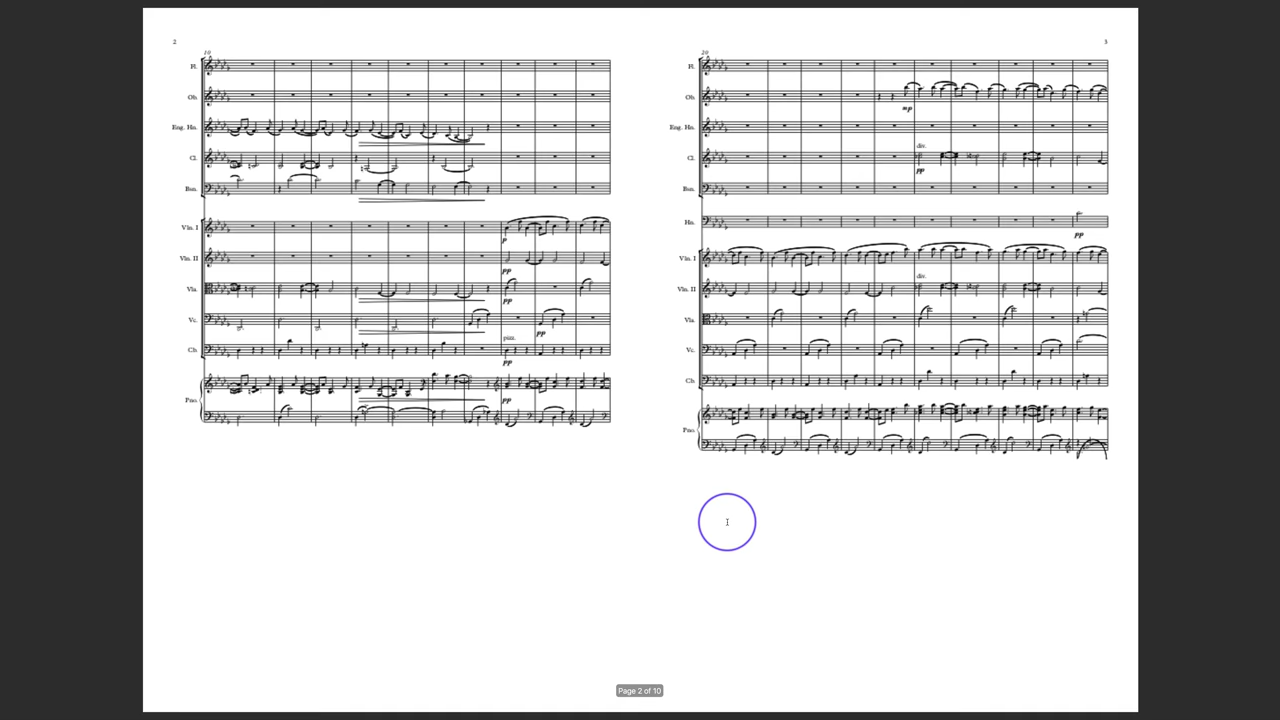 2
10
Fl.
Ob.
Eng. Hn.
Cl.
Bsn.
Vln. I
p
Vln. II
pp
Vla.
pp
Vc.
pp
pizz.
Cb.
pp
Pno.
pp
3
20
Fl.
Ob.
mp
Eng. Hn.
div.
Cl.
pp
Bsn.
Hn.
pp
Vln. I
div.
Vln. II
Vla.
Vc.
Cb.
Pno.
Page 2 of 10